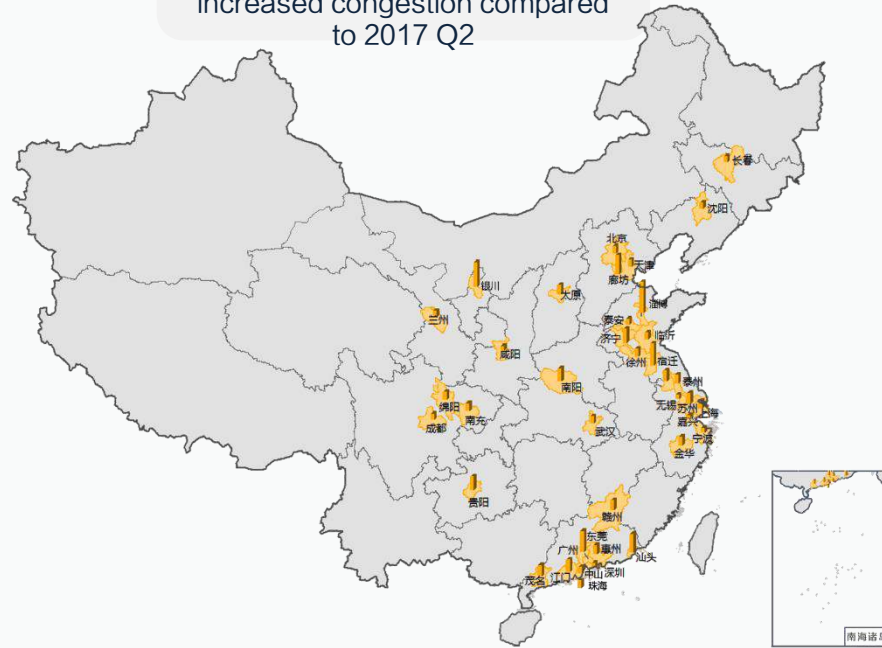 increased congestion compared
to 2017 Q2
长春
沈阳
北京
天津
廊坊
银川
太原
淄博
兰州
泰安
临沂
济宁
咸阳
徐州
宿迁
南阳
泰州
绵阳
南充
无锡
苏州
上海
成都
武汉
嘉兴
宁波
金华
贵阳
赣州
东莞
广州
惠州
汕头
茂名
江门
中山
深圳
珠海
南海诸岛